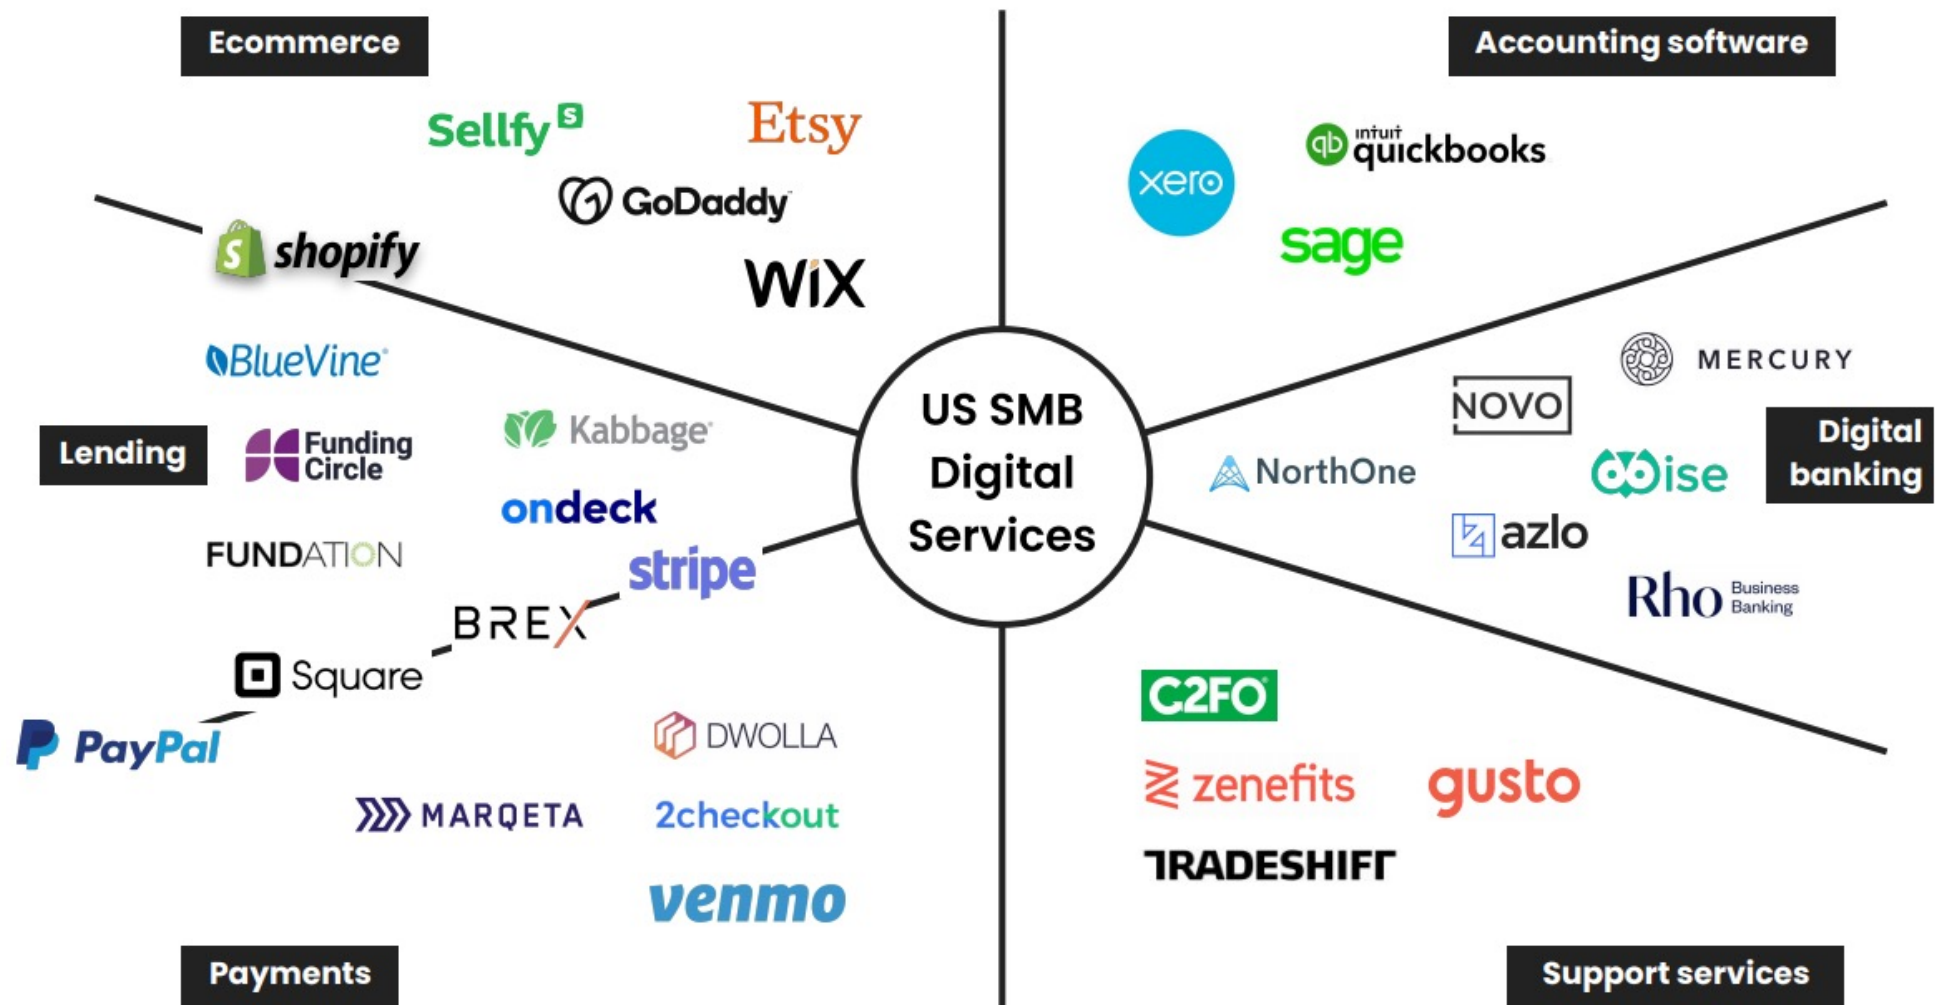 Ecommerce
Sellfy S
Etsy
GoDaddy
WiX
S shopify
Accounting software
xero
qb intuit quickbooks
sage
BlueVine
Lending
Funding
Circle
Kabbage
ondeck
FUNDATION
stripe
BREX
Square
PayPal
US SMB
Digital
Services
MERCURY
NOVO
NorthOne
oise
Digital
banking
azlo
Rho Business
Banking
DWOLLA
MARQETA
2checkout
venmo
Payments
C2FO
zenefits
gusto
TRADESHIFT
Support services